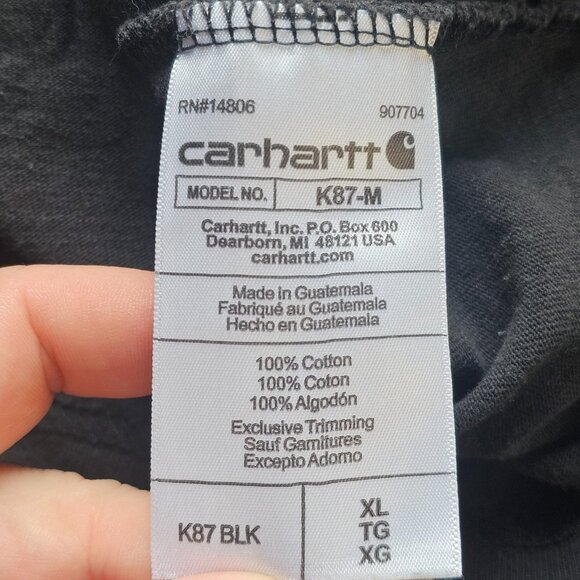 RN#14806 907704
carhartt
MODEL NO. K87-M
Carhartt, Inc. P.O. Box 600
Dearborn, MI 48121 USA
carhartt.com
Made in Guatemala
Fabriqué au Guatemala
Hecho en Guatemala
100% Cotton
100% Coton
100% Algodón
Exclusive Trimming
Sauf Garnitures
Excepto Adorno
K87 BLK
XL
TG
XG